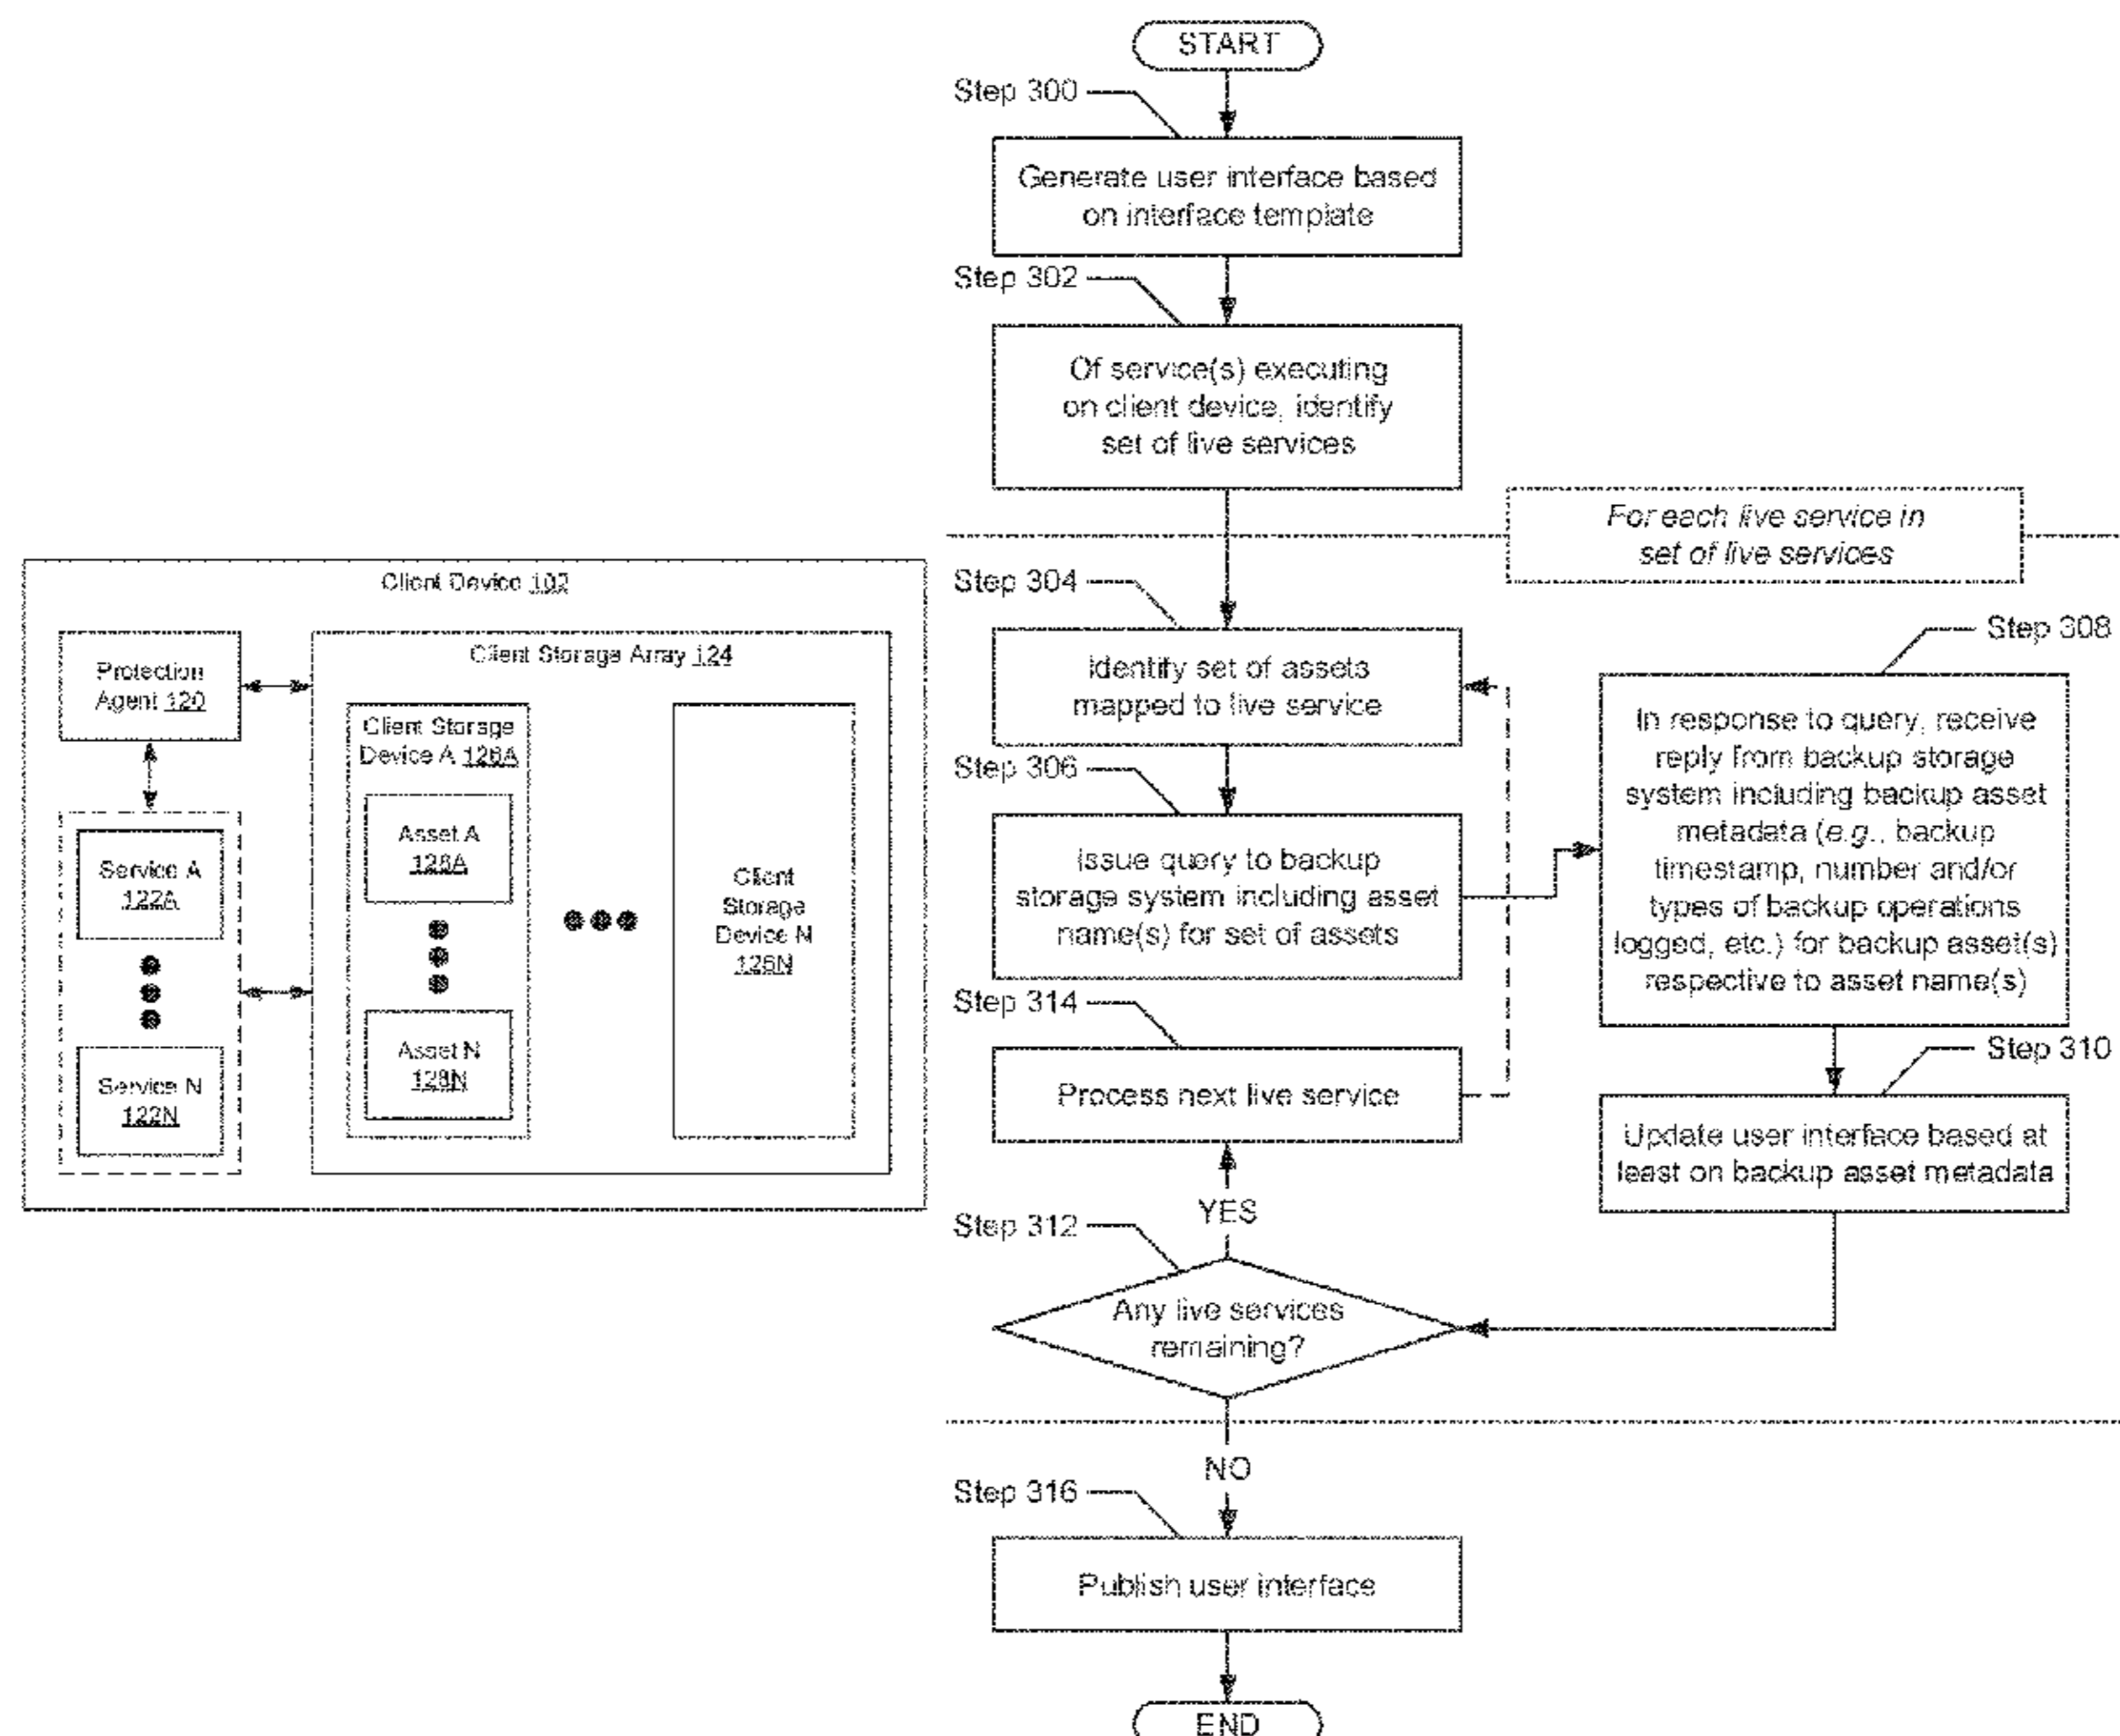 Client Device 102
Protection
Agent 120
Client Storage Array 124
Client Storage
Device A 126A
Asset A
128A
Asset N
128N
Client
Storage
Device N
126N
Service A
122A
Service N
122N
START
Step 300
Generate user interface based
on interface template
Step 302
Of service(s) executing
on client device, identify
set of live services
For each live service in
set of live services
Step 304
Identify set of assets
mapped to live service
Step 306
Issue query to backup
storage system including asset
name(s) for set of assets
Step 308
In response to query, receive
reply from backup storage
system including backup asset
metadata (e.g., backup
timestamp, number and/or
types of backup operations
logged, etc.) for backup asset(s)
respective to asset name(s)
Step 310
Update user interface based at
least on backup asset metadata
Step 314
Process next live service
YES
Step 312
Any live services
remaining?
NO
Step 316
Publish user interface
END